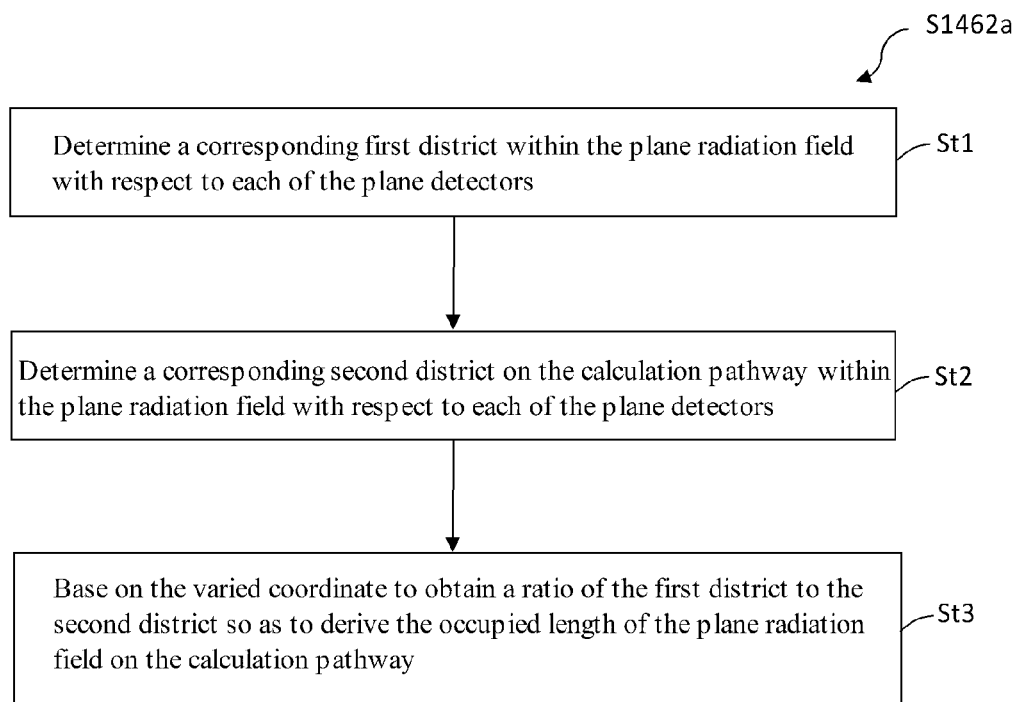 S1462a
Determine a corresponding first district within the plane radiation field
with respect to each of the plane detectors
St1
Determine a corresponding second district on the calculation pathway within
the plane radiation field with respect to each of the plane detectors
St2
Base on the varied coordinate to obtain a ratio of the first district to the
second district so as to derive the occupied length of the plane radiation
field on the calculation pathway
St3